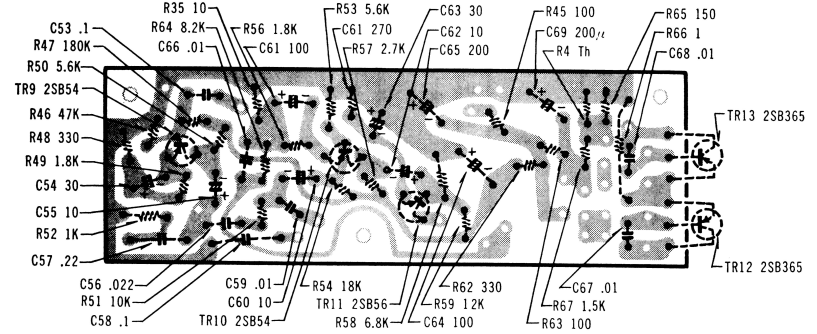 R35 10
R64 8.2K
C66 .01
R56 1.8K
C61 100
R53 5.6K
C61 270
R57 2.7K
C63 30
C62 10
C65 200
R45 100
C69 200μ
R4 Th
R65 150
R66 1
C68 .01
C53 .1
R47 180K
R50 5.6K
TR9 2SB54
R46 47K
R48 330
R49 1.8K
C54 30
C55 10
R52 1K
C57 .22
TR13 2SB365
TR12 2SB365
C56 .022
R51 10K
C58 .1
C59 .01
C60 10
TR10 2SB54
R54 18K
TR11 2SB56
R58 6.8K
R62 330
R59 12K
C64 100
C67 .01
R67 1.5K
R63 100